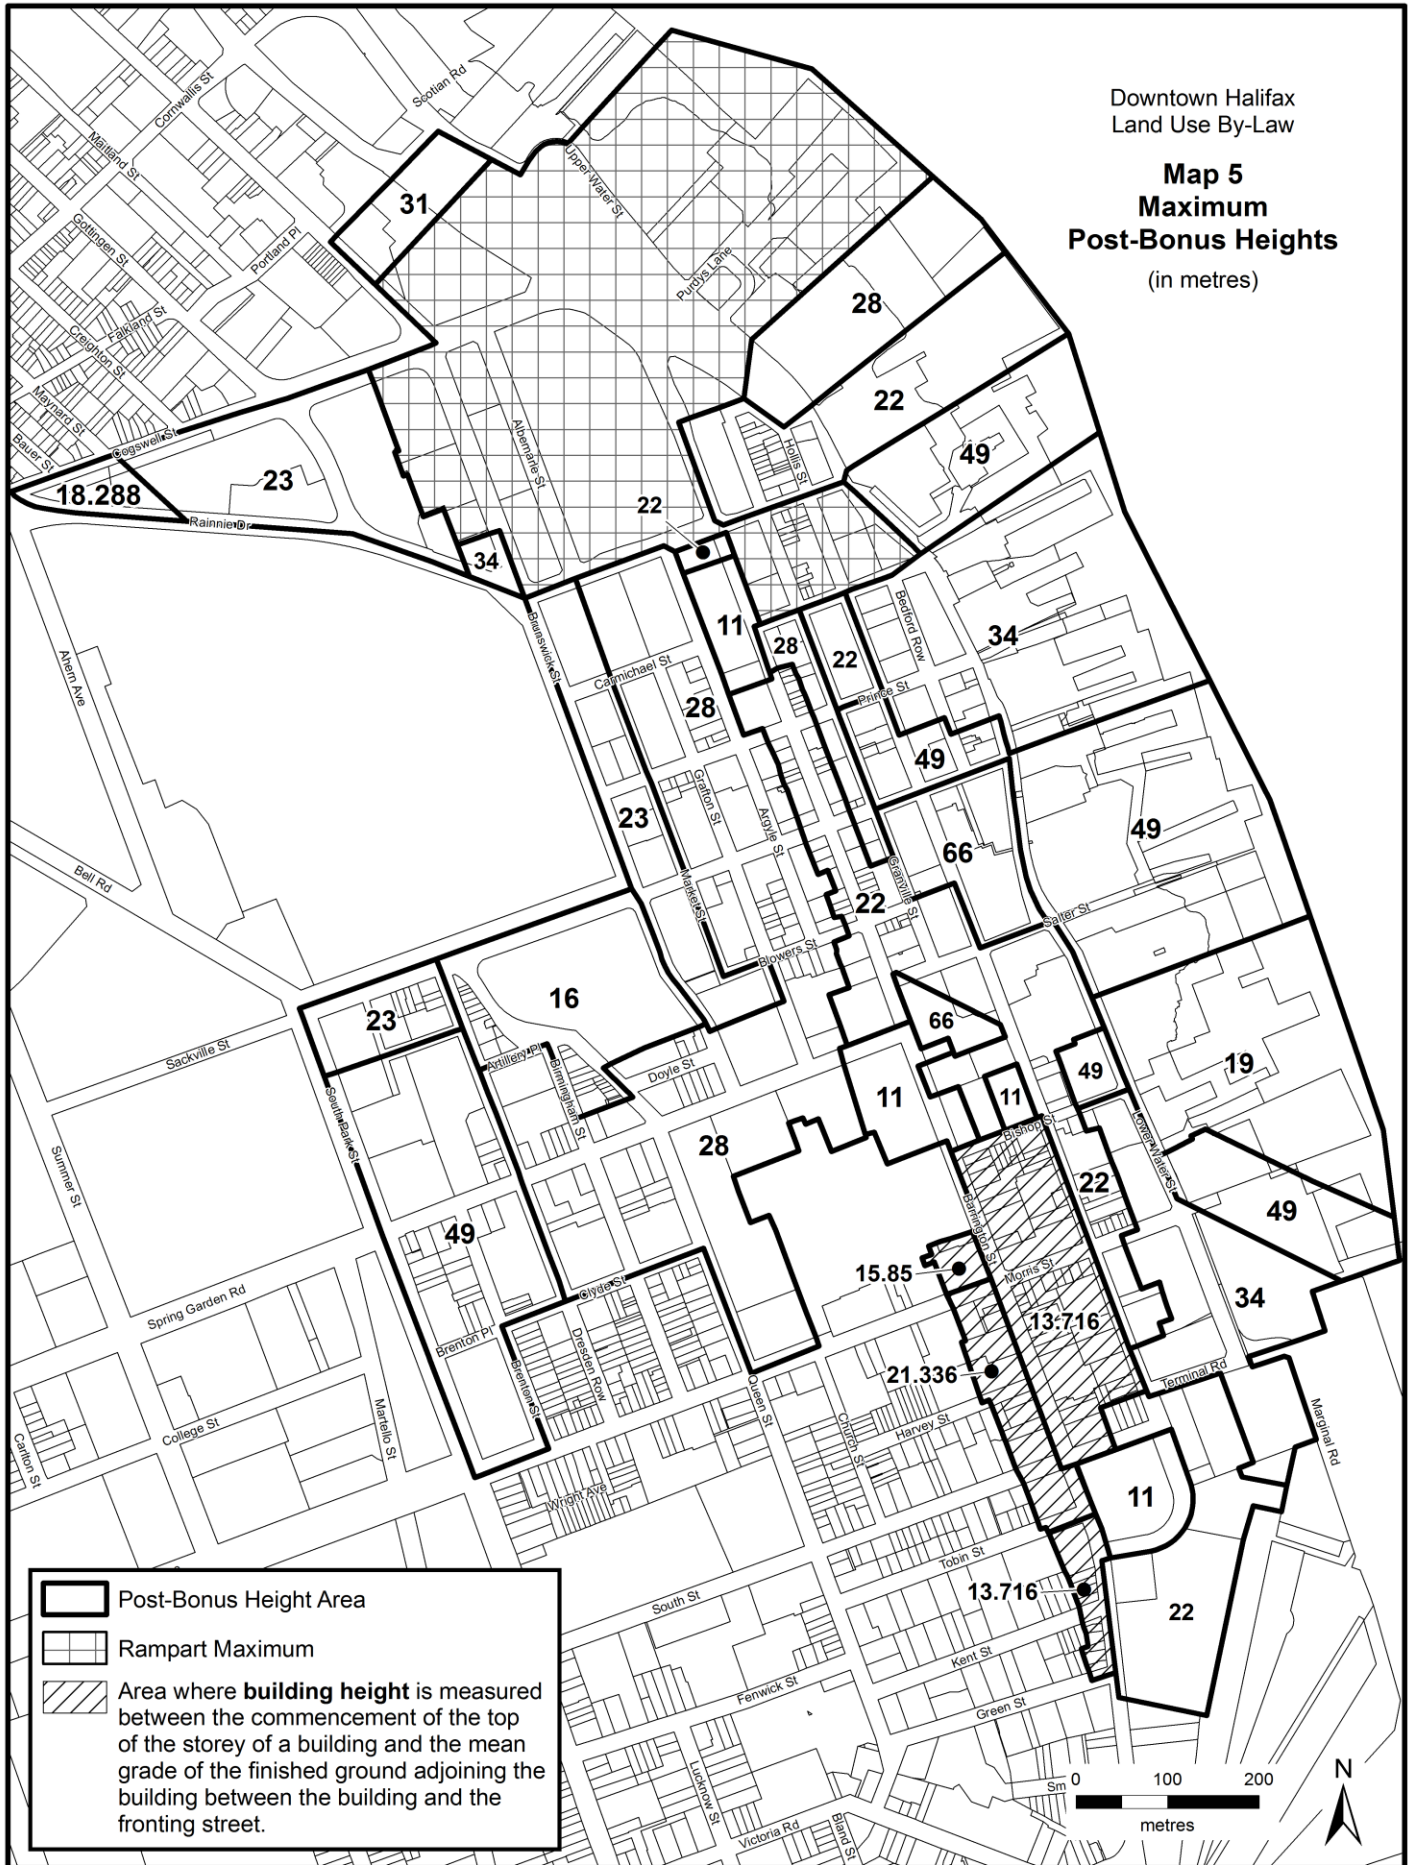 Downtown Halifax
Land Use By-Law
Map 5
Maximum
Post-Bonus Heights
(in metres)
Scotian Rd
Cornwallis St
Maitland St
Upper Water St
31
Gottingen St
Portland Pl
Purdys Lane
28
Falkland St
Creighton St
22
Maynard St
Bauer St
Cogswell St
Albemarle St
Hollis St
49
23
18.288
22
Rainnie Dr
34
Bedford Row
11
34
28
22
Brunswick St
Ahern Ave
Carmichael St
Prince St
28
49
Grafton St
Argyle St
23
49
66
Bell Rd
Market St
Granville St
22
Salter St
Blowers St
16
23
66
Sackville St
Artillery Pl
Birmingham St
Doyle St
49
19
11
11
South Park St
Bishop St
Lower Water St
28
Summer St
22
Barrington St
49
49
15.85
Morris St
Clyde St
34
Spring Garden Rd
13.716
Brenton Pl
Dresden Row
21.336
Terminal Rd
Brenton St
Queen St
College St
Martello St
Church St
Harvey St
Marginal Rd
Carlton St
Wright Ave
11
Tobin St
13.716
South St
22
Kent St
Fenwick St
Green St
Lucknow St
Sm
Victoria Rd
Bland St
Post-Bonus Height Area
Rampart Maximum
Area where building height is measured
between the commencement of the top
of the storey of a building and the mean
grade of the finished ground adjoining the
building between the building and the
fronting street.
0 100 200
metres
N